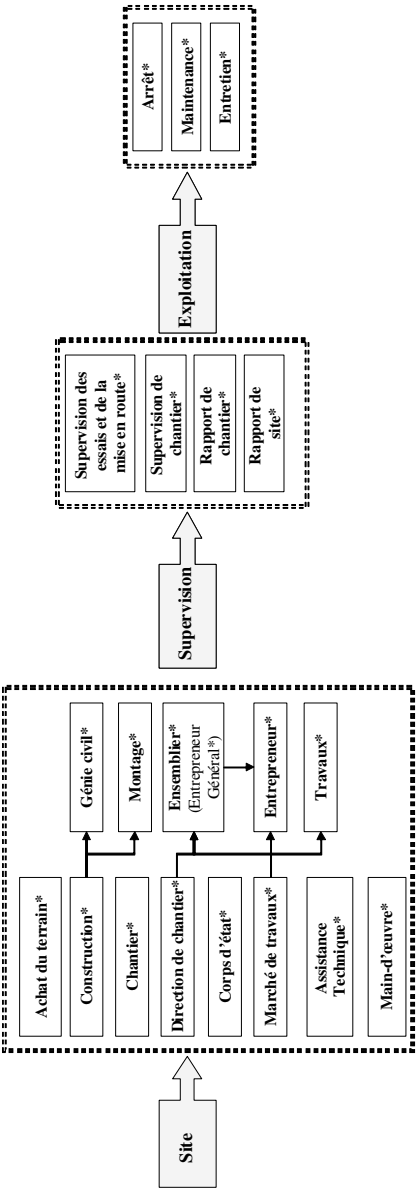 Site
Achat du terrain*
Construction*
Chantier*
Direction de chantier*
Corps d'état*
Marché de travaux*
Assistance
Technique*
Main-d'œuvre*
Génie civil*
Montage*
Ensemblier*
(Entrepreneur
Général*)
Entrepreneur*
Travaux*
Supervision
Supervision des
essais et de la
mise en route*
Supervision de
chantier*
Rapport de
chantier*
Rapport de
site*
Exploitation
Arrêt*
Maintenance*
Entretien*